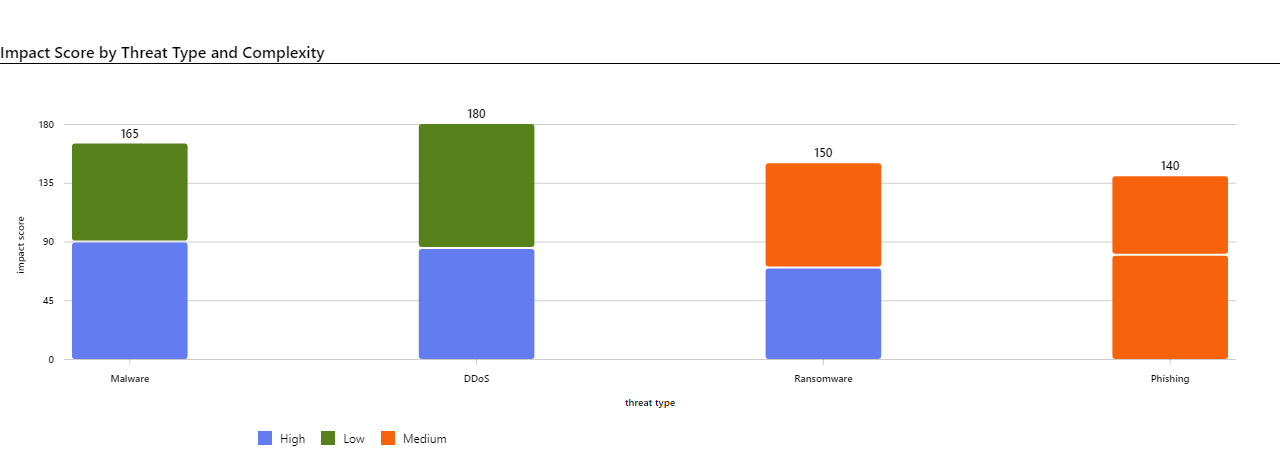 Impact Score by Threat Type and Complexity
180
165
180
150
140
135
90
45
0
impact score
Malware
DDoS
Ransomware
Phishing
threat type
High
Low
Medium